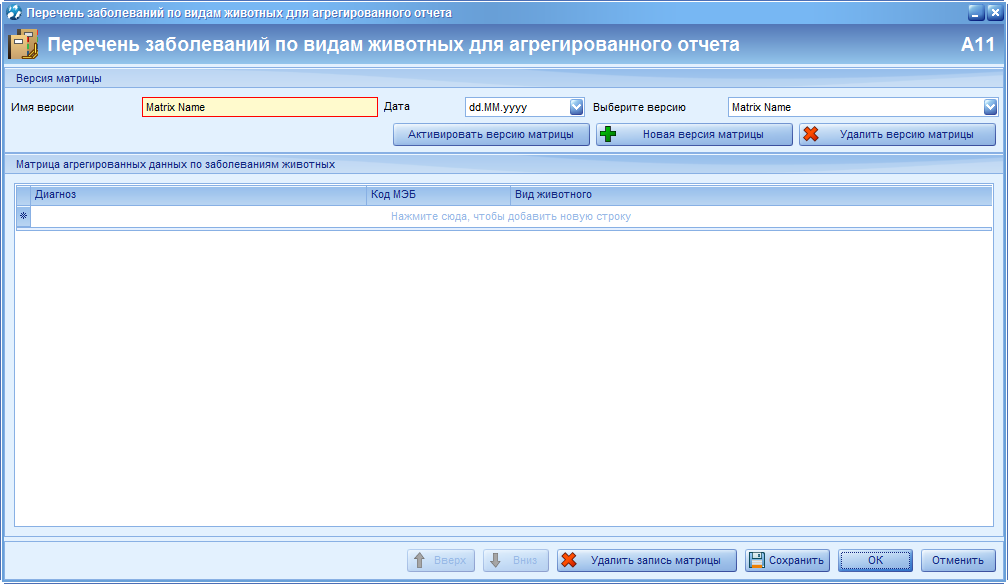 Перечень заболеваний по видам животных для агрегированного отчета
Перечень заболеваний по видам животных для агрегированного отчета A11
Версия матрицы
Имя версии Matrix Name Дата dd.MM.yyyy Выберите версию Matrix Name
Активировать версию матрицы Новая версия матрицы Удалить версию матрицы
Матрица агрегированных данных по заболеваниям животных
Диагноз Код МЭБ Вид животного
Нажмите сюда, чтобы добавить новую строку
Вверх Вниз Удалить запись матрицы Сохранить ОК Отменить